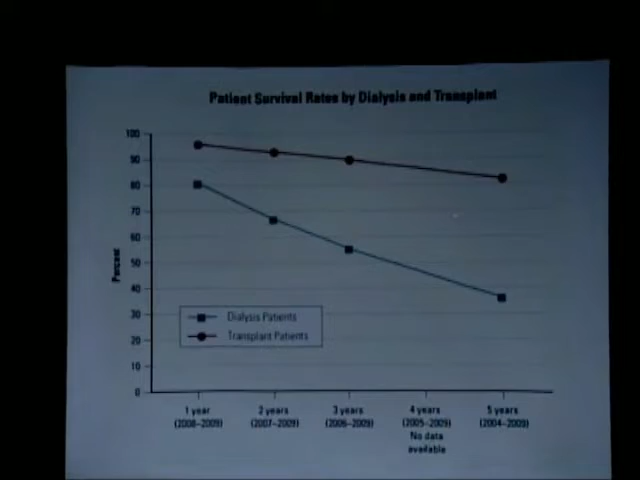 Patient Survival Rates by Dialysis and Transplant
100
90
80
70
60
50
40
30
20
10
0
Percent
Dialysis Patients
Transplant Patients
1 year
(2008–2009)
2 years
(2007–2009)
3 years
(2006–2009)
4 years
(2005–2009)
No data
available
5 years
(2004–2009)